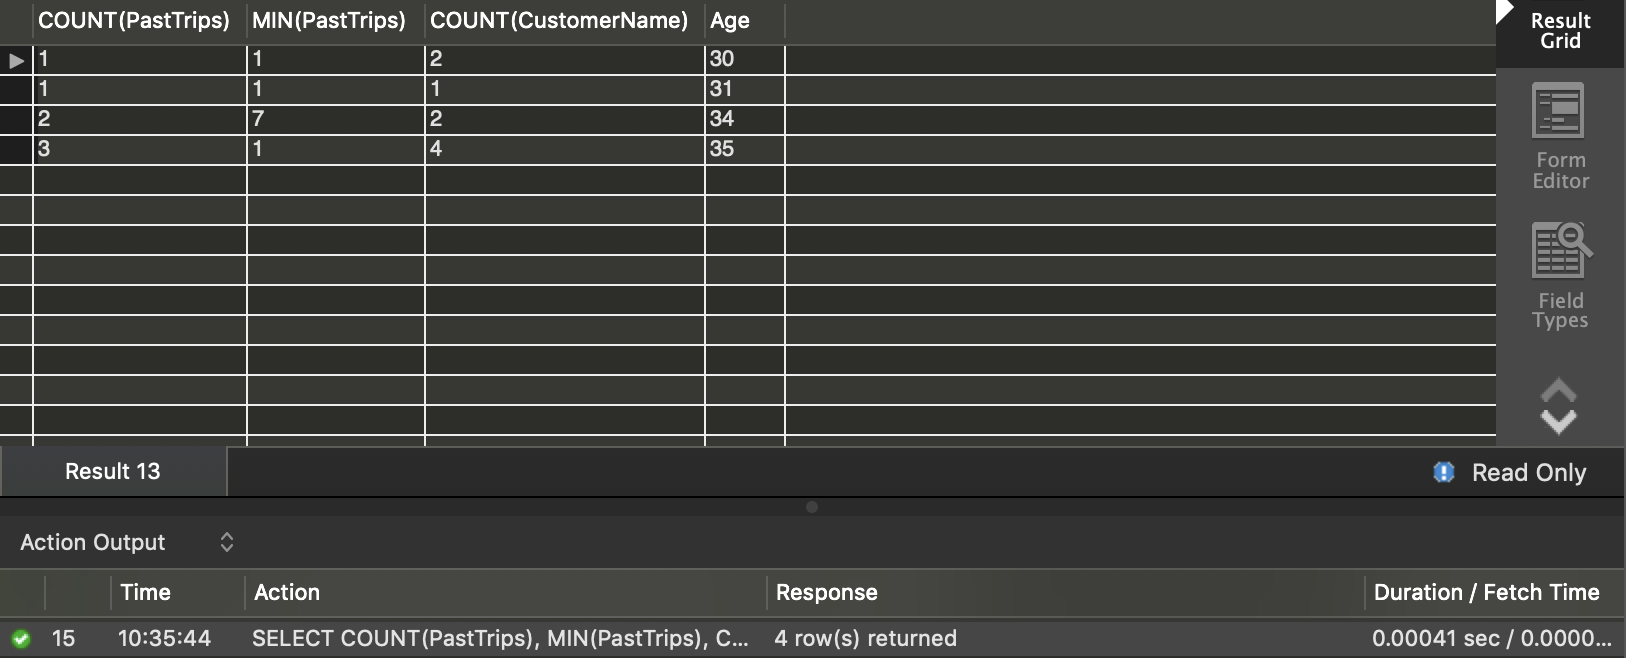 COUNT(PastTrips) MIN(PastTrips) COUNT(CustomerName) Age
1 1 2 30
1 1 1 31
2 7 2 34
3 1 4 35
Result
Grid
Form
Editor
Field
Types
Result 13
Read Only
Action Output
Time Action Response Duration / Fetch Time
15 10:35:44 SELECT COUNT(PastTrips), MIN(PastTrips), C... 4 row(s) returned 0.00041 sec / 0.0000...